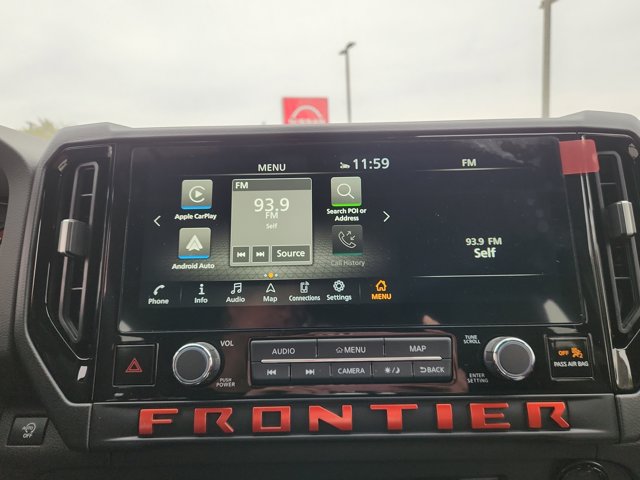 MENU
11:59
FM
Apple CarPlay
FM
93.9
FM
Self
Source
Search POI or
Address
Android Auto
Call History
93.9 FM
Self
Phone
Info
Audio
Map
Connections
Settings
MENU
VOL
PUSH
POWER
AUDIO
MENU
MAP
CAMERA
BACK
TUNE
SCROLL
ENTER
SETTING
OFF
PASS AIR BAG
FRONTIER
OFF